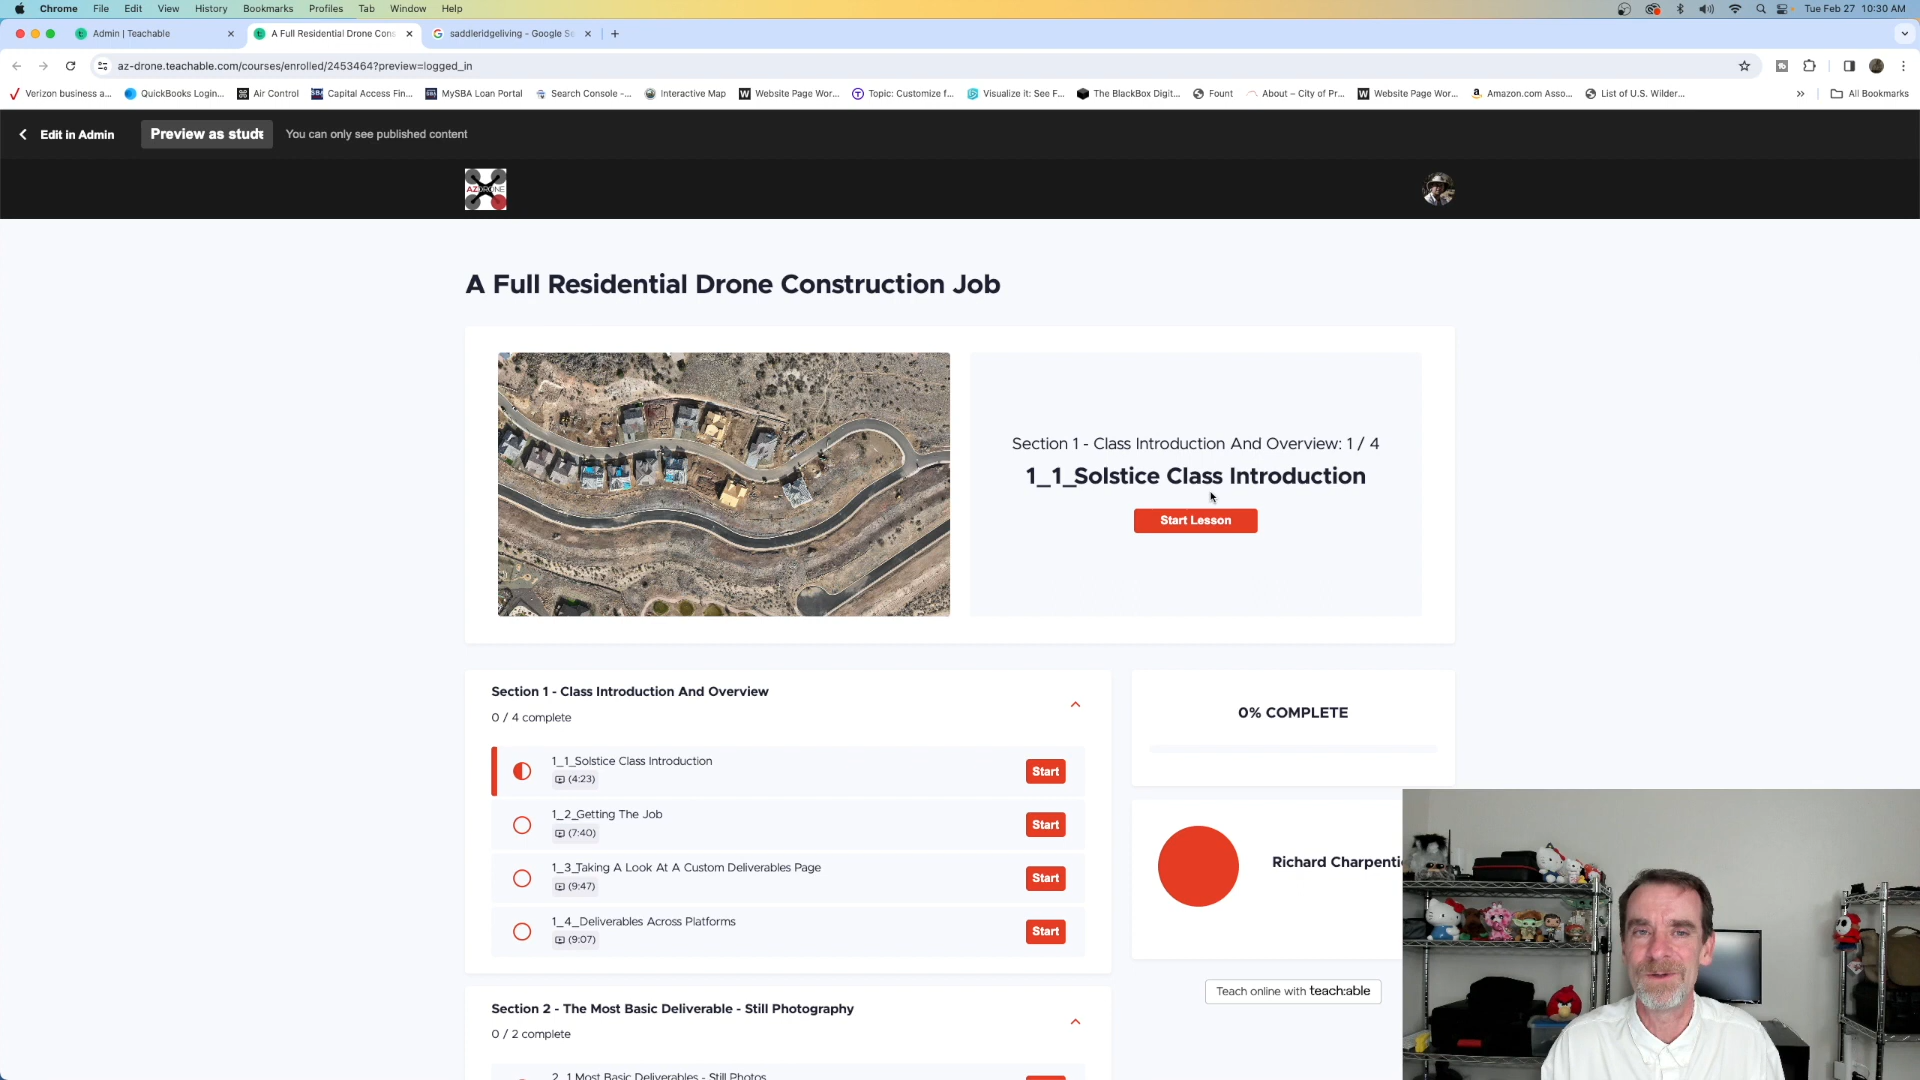 Chrome File Edit View History Bookmarks Profiles Tab Window Help
Tue Feb 27 10:30 AM
Admin | Teachable
A Full Residential Drone Cons
saddleridgeliving - Google Se
az-drone.teachable.com/courses/enrolled/2453464?preview=logged_in
Verizon business a... QuickBooks Login... Air Control Capital Access Fin... MySBA Loan Portal Search Console -... Interactive Map Website Page Wor... Topic: Customize f... Visualize it: See F... The BlackBox Digit... Fount About – City of Pr... Website Page Wor... Amazon.com Asso... List of U.S. Wilder... » All Bookmarks
Edit in Admin Preview as stude You can only see published content
AZDRONE
A Full Residential Drone Construction Job
Section 1 - Class Introduction And Overview: 1 / 4
1_1_Solstice Class Introduction
Start Lesson
Section 1 - Class Introduction And Overview
0 / 4 complete
1_1_Solstice Class Introduction
(4:23)
Start
1_2_Getting The Job
(7:40)
Start
1_3_Taking A Look At A Custom Deliverables Page
(9:47)
Start
1_4_Deliverables Across Platforms
(9:07)
Start
0% COMPLETE
Richard Charpenti
Teach online with teach:able
Section 2 - The Most Basic Deliverable - Still Photography
0 / 2 complete
2_1 Most Basic Deliverables - Still Photos